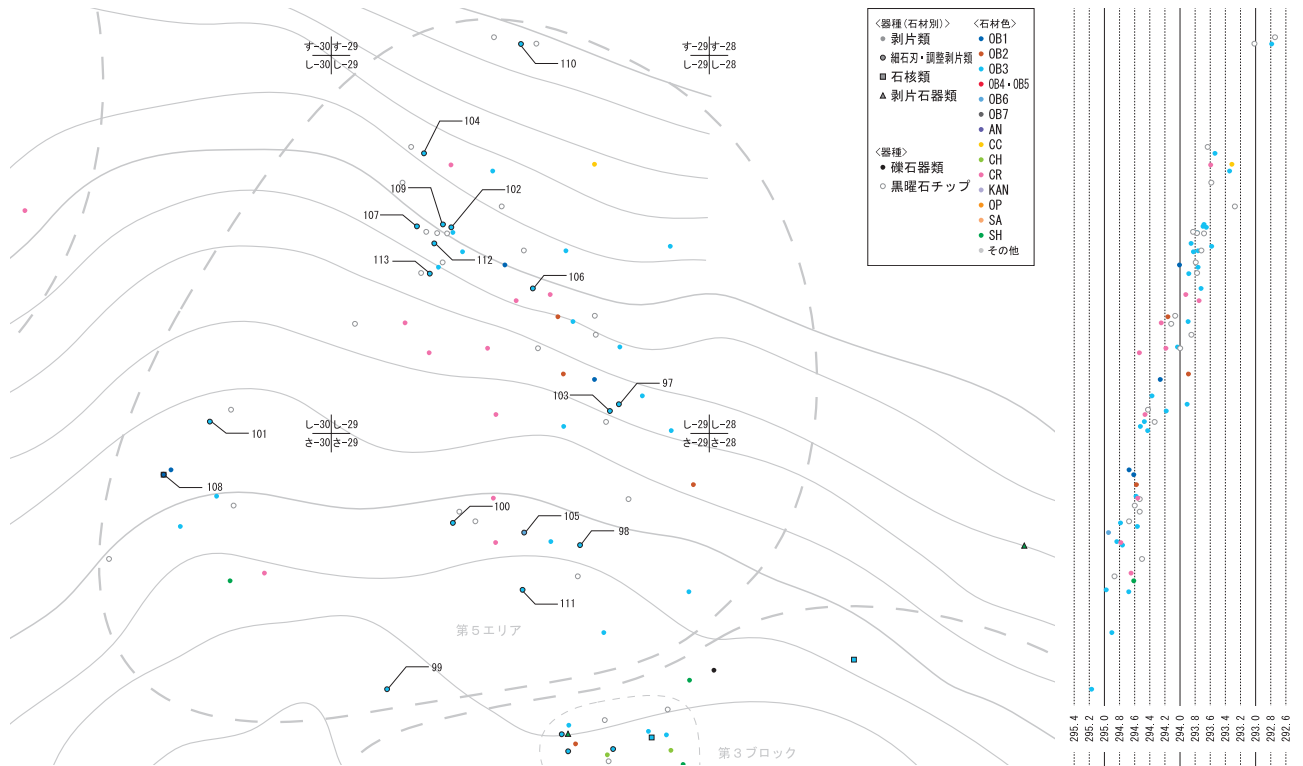 す-30 す-29
し-30 し-29
す-29 す-28
し-29 し-28
110
104
109
102
107
112
113
106
97
103
し-30 し-29
さ-30 さ-29
し-29 し-28
さ-29 さ-28
101
108
100
105
98
111
第5エリア
99
第3ブロック
<器種(石材別)>
剥片類
細石刃・調整剥片類
石核類
剥片石器類
<器種>
礫石器類
黒曜石チップ
<石材色>
OB1
OB2
OB3
OB4・OB5
OB6
OB7
AN
CC
CH
CR
KAN
OP
SA
SH
その他
295.4
295.2
295.0
294.8
294.6
294.4
294.2
294.0
293.8
293.6
293.4
293.2
293.0
292.8
292.6